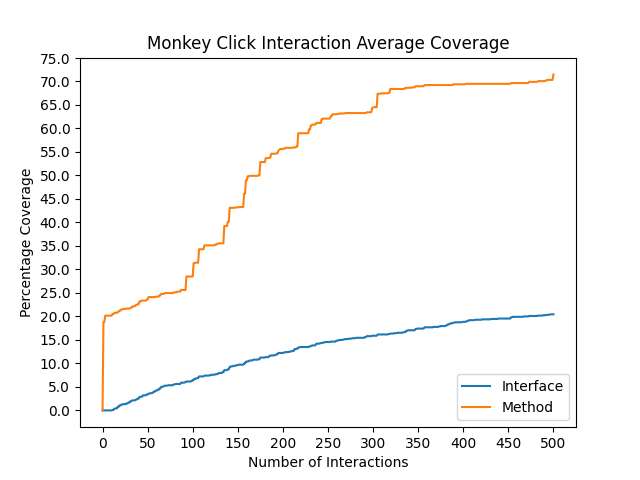 Monkey Click Interaction Average Coverage
75.0
70.0
65.0
60.0
55.0
50.0
45.0
40.0
35.0
30.0
25.0
20.0
15.0
10.0
5.0
0.0
Percentage Coverage
Interface
Method
0 50 100 150 200 250 300 350 400 450 500
Number of Interactions